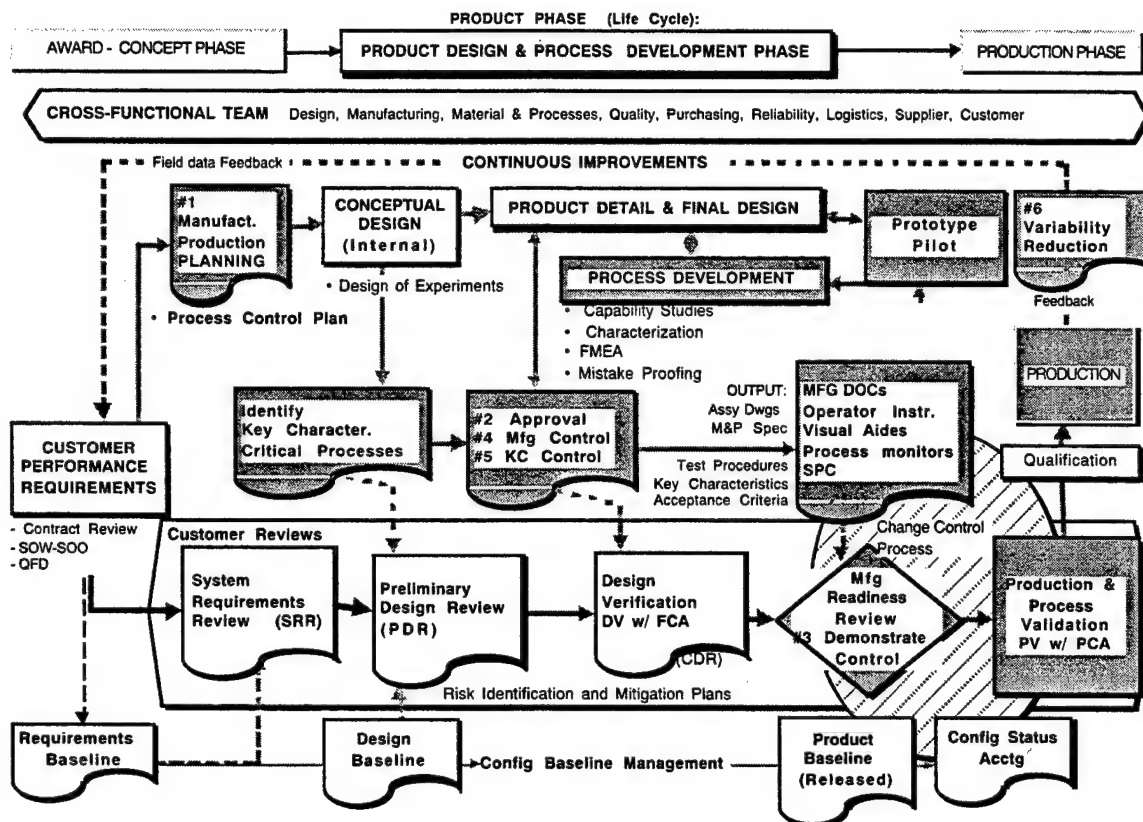 PRODUCT PHASE (Life Cycle):
AWARD - CONCEPT PHASE
PRODUCT DESIGN & PROCESS DEVELOPMENT PHASE
PRODUCTION PHASE
CROSS-FUNCTIONAL TEAM Design, Manufacturing, Material & Processes, Quality, Purchasing, Reliability, Logistics, Supplier, Customer
Field data Feedback
CONTINUOUS IMPROVEMENTS
#1
Manufact.
Production
PLANNING
CONCEPTUAL
DESIGN
(Internal)
PRODUCT DETAIL & FINAL DESIGN
Prototype
Pilot
#6
Variability
Reduction
• Process Control Plan
• Design of Experiments
PROCESS DEVELOPMENT
• Capability Studies
• Characterization
• FMEA
• Mistake Proofing
Feedback
PRODUCTION
Identify
Key Character.
Critical Processes
#2 Approval
#4 Mfg Control
#5 KC Control
OUTPUT:
Assy Dwgs
M&P Spec
Test Procedures
Key Characteristics
Acceptance Criteria
MFG DOCs
Operator Instr.
Visual Aides
Process monitors
SPC
Qualification
CUSTOMER
PERFORMANCE
REQUIREMENTS
- Contract Review
- SOW-SOO
- QFD
Customer Reviews
System
Requirements
Review (SRR)
Preliminary
Design Review
(PDR)
Design
Verification
DV w/ FCA
(CDR)
Change Control
Process
Mfg
Readiness
Review
#3 Demonstrate
Control
Production &
Process
Validation
PV w/ PCA
Risk Identification and Mitigation Plans
Requirements
Baseline
Design
Baseline
Config Baseline Management
Product
Baseline
(Released)
Config Status
Acctg